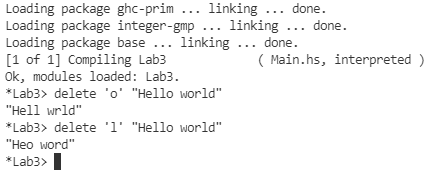 Loading package ghc-prim ... linking ... done.
Loading package integer-gmp ... linking ... done.
Loading package base ... linking ... done.
[1 of 1] Compiling Lab3             ( Main.hs, interpreted )
Ok, modules loaded: Lab3.
*Lab3> delete 'o' "Hello world"
"Hell wrld"
*Lab3> delete 'l' "Hello world"
"Heo word"
*Lab3>